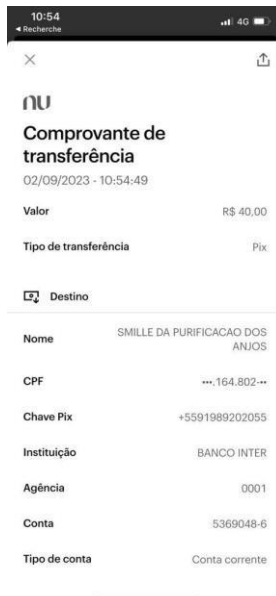 10:54
◀ Recherche
4G
nu
Comprovante de
transferência
02/09/2023 - 10:54:49
Valor R$ 40,00
Tipo de transferência Pix
Destino
Nome SMILLE DA PURIFICACAO DOS
ANJOS
CPF •••.164.802-••
Chave Pix +5591989202055
Instituição BANCO INTER
Agência 0001
Conta 5369048-6
Tipo de conta Conta corrente